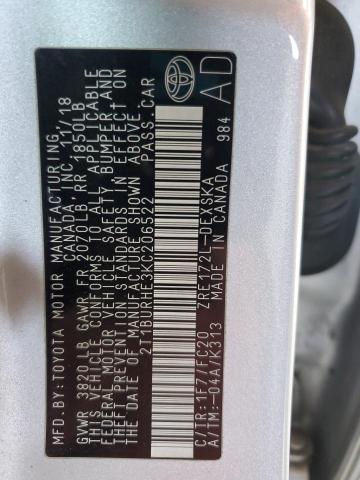 MFD.BY:TOYOTA MOTOR MANUFACTURING
CANADA, INC. 11/18
GVWR 3820 LB GAWR FR 2070LB RR 1850LB
THIS VEHICLE CONFORMS TO ALL APPLICABLE
FEDERAL MOTOR VEHICLE SAFETY, BUMPER, AND
THEFT PREVENTION STANDARDS IN EFFECT ON
THE DATE OF MANUFACTURE SHOWN ABOVE.
2T1BURHE3KC206522 PASS.CAR
C/TR:1F7/FC20 ZRE172L-DEXSKA
A/TM:-04A/K313 MADE IN CANADA 984
AD